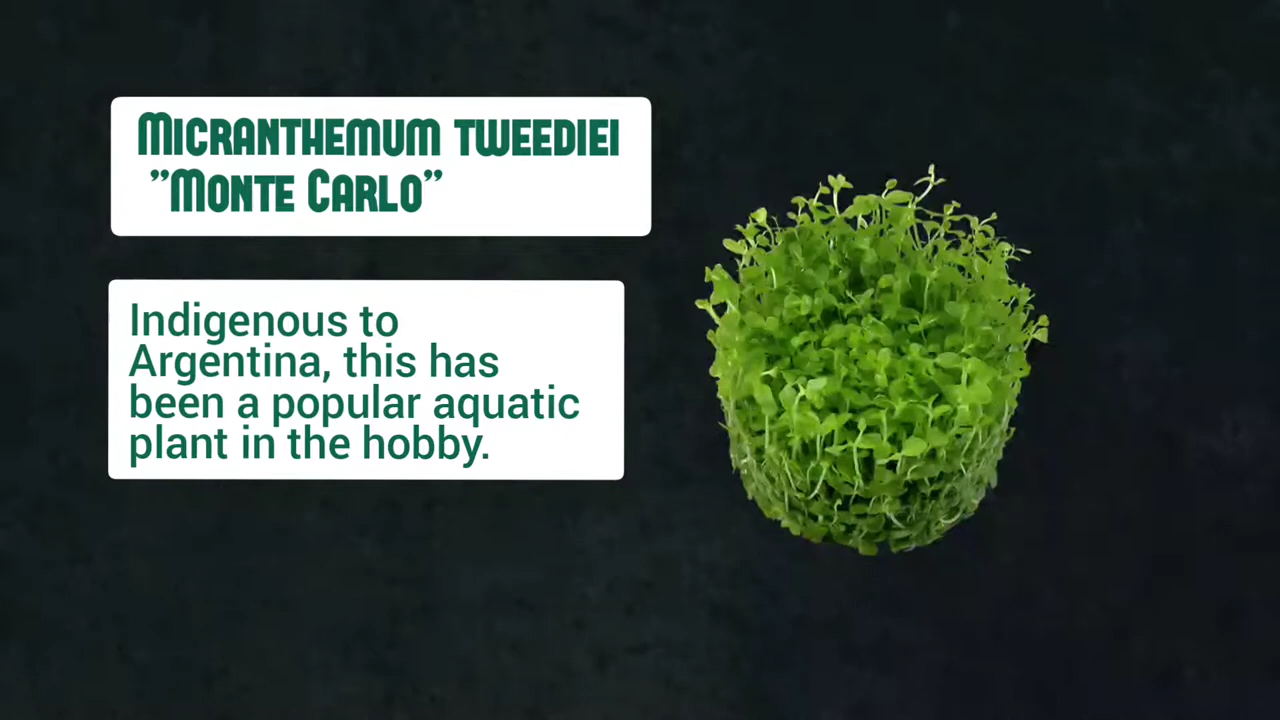 Micranthemum tweediei
”Monte Carlo”
Indigenous to
Argentina, this has
been a popular aquatic
plant in the hobby.